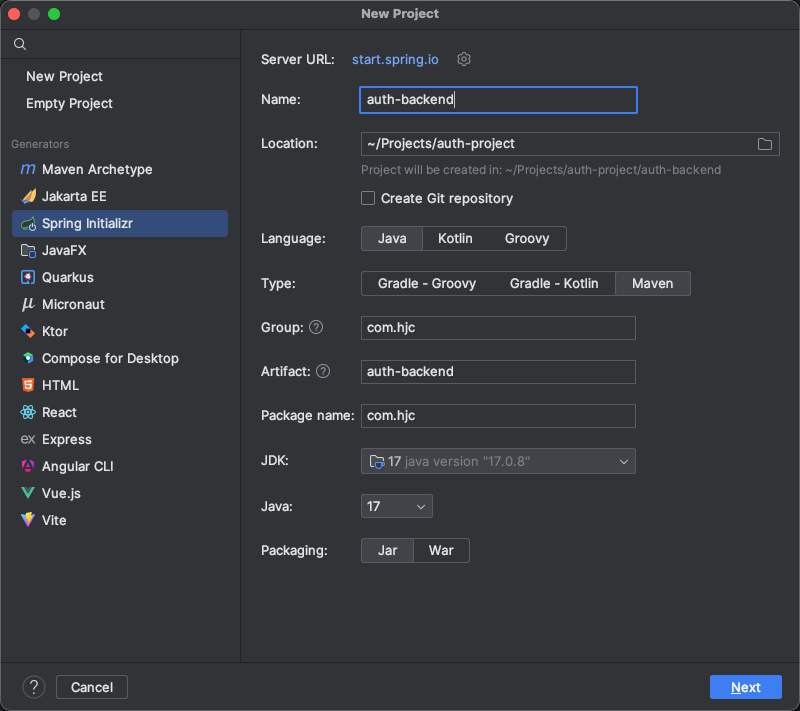 New Project
New Project
Empty Project
Generators
m Maven Archetype
Jakarta EE
Spring Initializr
JavaFX
Quarkus
μ Micronaut
Ktor
Compose for Desktop
HTML
React
ex Express
Angular CLI
Vue.js
Vite
Server URL: start.spring.io
Name: auth-backend
Location: ~/Projects/auth-project
Project will be created in: ~/Projects/auth-project/auth-backend
Create Git repository
Language: Java Kotlin Groovy
Type: Gradle - Groovy Gradle - Kotlin Maven
Group: ? com.hjc
Artifact: ? auth-backend
Package name: com.hjc
JDK: 17 java version "17.0.8"
Java: 17
Packaging: Jar War
? Cancel Next